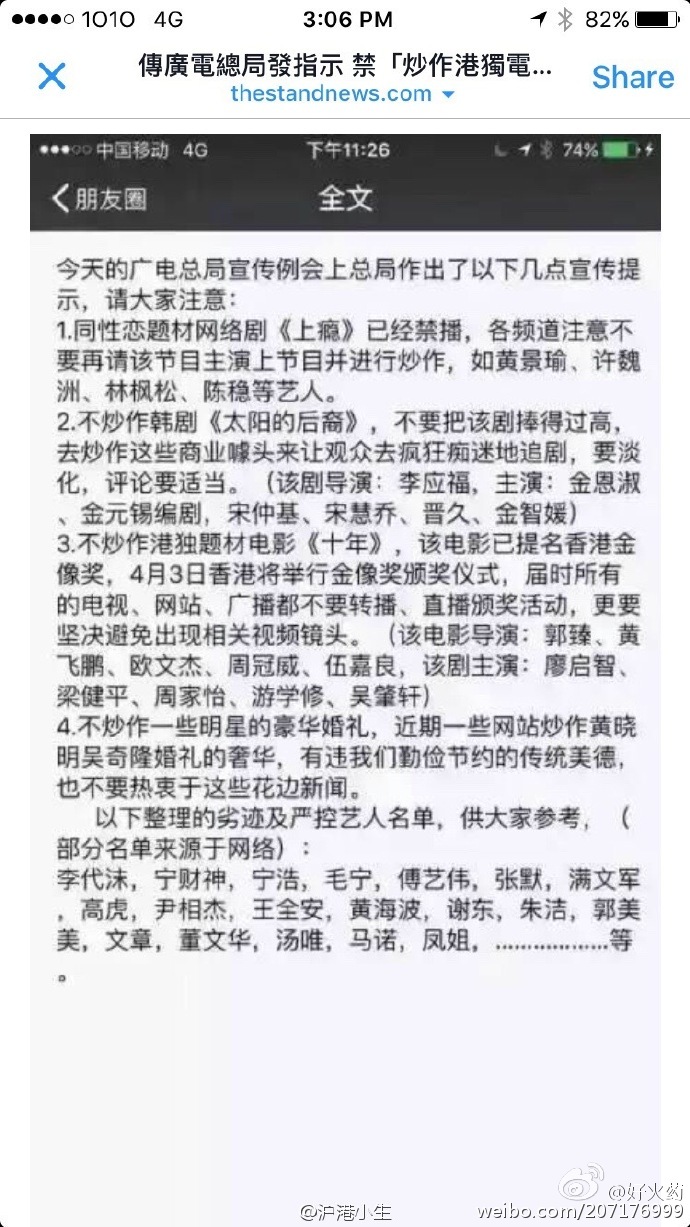 1O1O 4G 3:06 PM 82%
傳廣電總局發指示 禁「炒作港獨電...
thestandnews.com
Share
中国移动 4G 下午11:26 74%
朋友圈 全文
今天的广电总局宣传例会上总局作出了以下几点宣传提
示，请大家注意：
1.同性恋题材网络剧《上瘾》已经禁播，各频道注意不
要再请该节目主演上节目并进行炒作，如黄景瑜、许魏
洲、林枫松、陈稳等艺人。
2.不炒作韩剧《太阳的后裔》，不要把该剧捧得过高，
去炒作这些商业噱头来让观众去疯狂痴迷地追剧，要淡
化，评论要适当。（该剧导演：李应福，主演：金恩淑
、金元锡编剧，宋仲基、宋慧乔、晋久、金智媛）
3.不炒作港独题材电影《十年》，该电影已提名香港金
像奖，4月3日香港将举行金像奖颁奖仪式，届时所有
的电视、网站、广播都不要转播、直播颁奖活动，更要
坚决避免出现相关视频镜头。（该电影导演：郭臻、黄
飞鹏、欧文杰、周冠威、伍嘉良，该剧主演：廖启智、
梁健平、周家怡、游学修、吴肇轩）
4.不炒作一些明星的豪华婚礼，近期一些网站炒作黄晓
明吴奇隆婚礼的奢华，有违我们勤俭节约的传统美德，
也不要热衷于这些花边新闻。
以下整理的劣迹及严控艺人名单，供大家参考，（
部分名单来源于网络）：
李代沫，宁财神，宁浩，毛宁，傅艺伟，张默，满文军
，高虎，尹相杰，王全安，黄海波，谢东，朱洁，郭美
美，文章，董文华，汤唯，马诺，凤姐，………………等
。
@沪港小生
@好火药
weibo.com/207176999